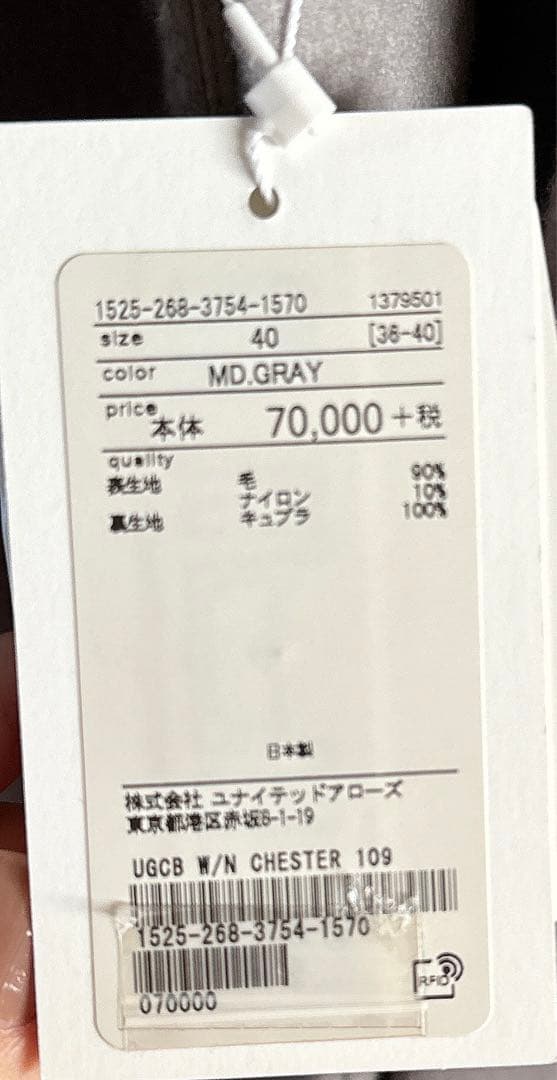 1525-268-3754-1570 1379501
size 40 [36-40]
color MD.GRAY
price 本体 70,000+税
quality
表生地 毛 90%
ナイロン 10%
裏生地 キュプラ 100%
日本製
株式会社 ユナイテッドアローズ
東京都港区赤坂8-1-19
UGCB W/N CHESTER 109
1525-268-3754-1570
070000
RFID